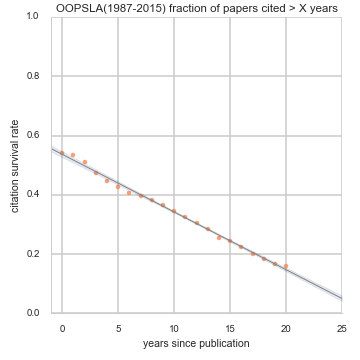 OOPSLA(1987-2015) fraction of papers cited > X years
1.0
0.8
0.6
0.4
0.2
0.0
citation survival rate
0 5 10 15 20 25
years since publication